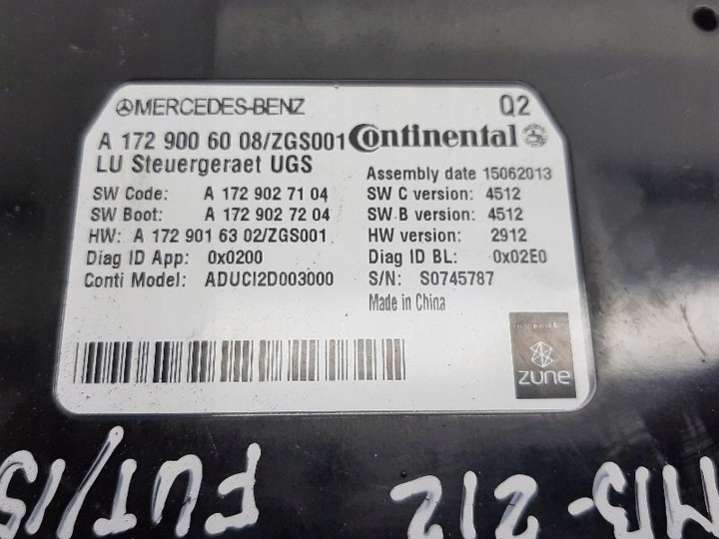 MERCEDES-BENZ Q2
A 172 900 60 08/ZGS001 Continental
LU Steuergeraet UGS
Assembly date 15062013
SW Code: A 172 902 71 04 SW C version: 4512
SW Boot: A 172 902 72 04 SW B version: 4512
HW: A 172 901 63 02/ZGS001 HW version: 2912
Diag ID App: 0x0200 Diag ID BL: 0x02E0
Conti Model: ADUCI2D003000 S/N: S0745787
Made in China
zune
FUT/15 212 MB-212